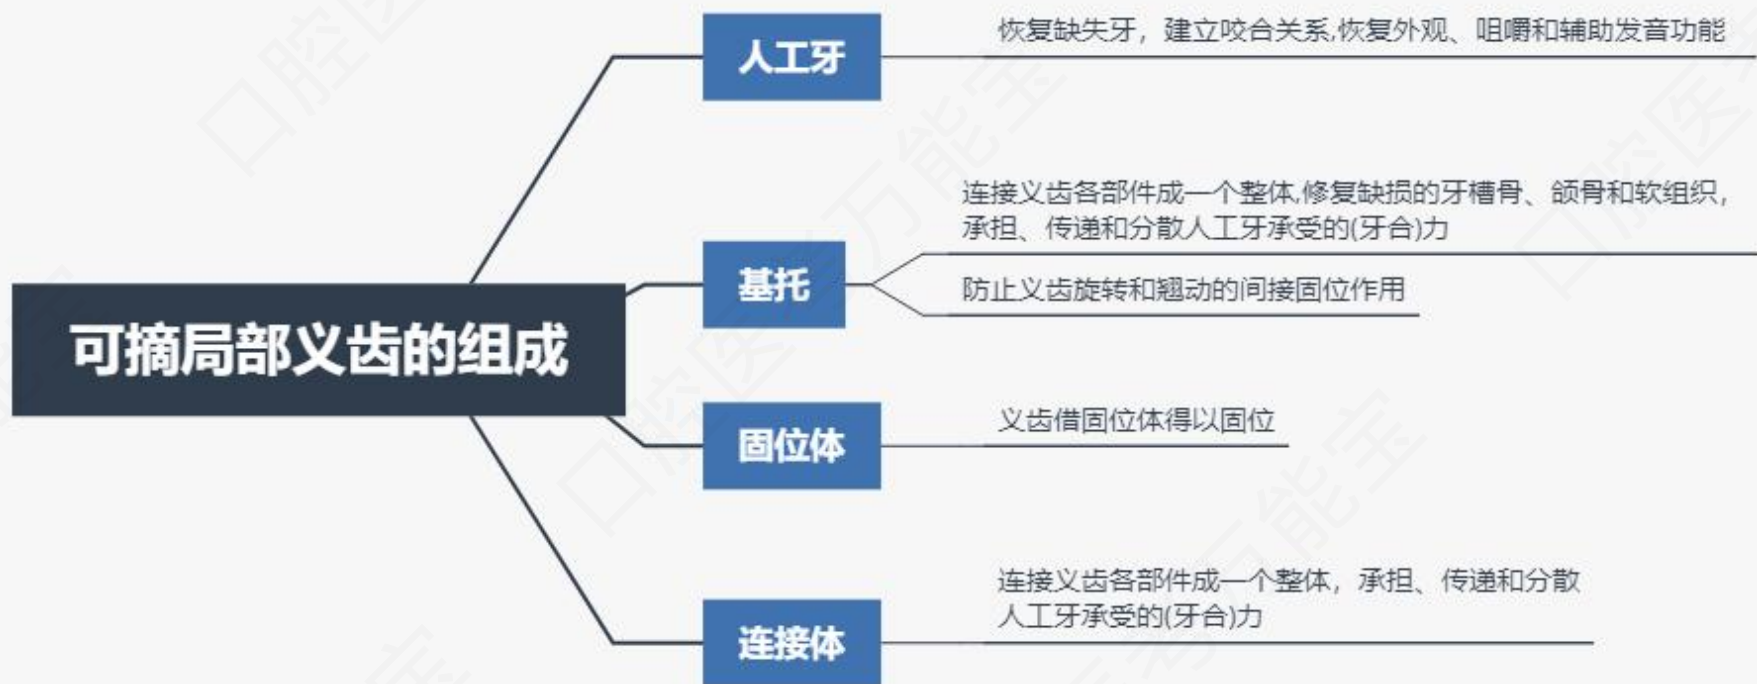 人工牙
恢复缺失牙，建立咬合关系,恢复外观、咀嚼和辅助发音功能
连接义齿各部件成一个整体,修复缺损的牙槽骨、颌骨和软组织，
承担、传递和分散人工牙承受的(牙合)力
基托
防止义齿旋转和翘动的间接固位作用
可摘局部义齿的组成
固位体
义齿借固位体得以固位
连接义齿各部件成一个整体，承担、传递和分散
人工牙承受的(牙合)力
连接体